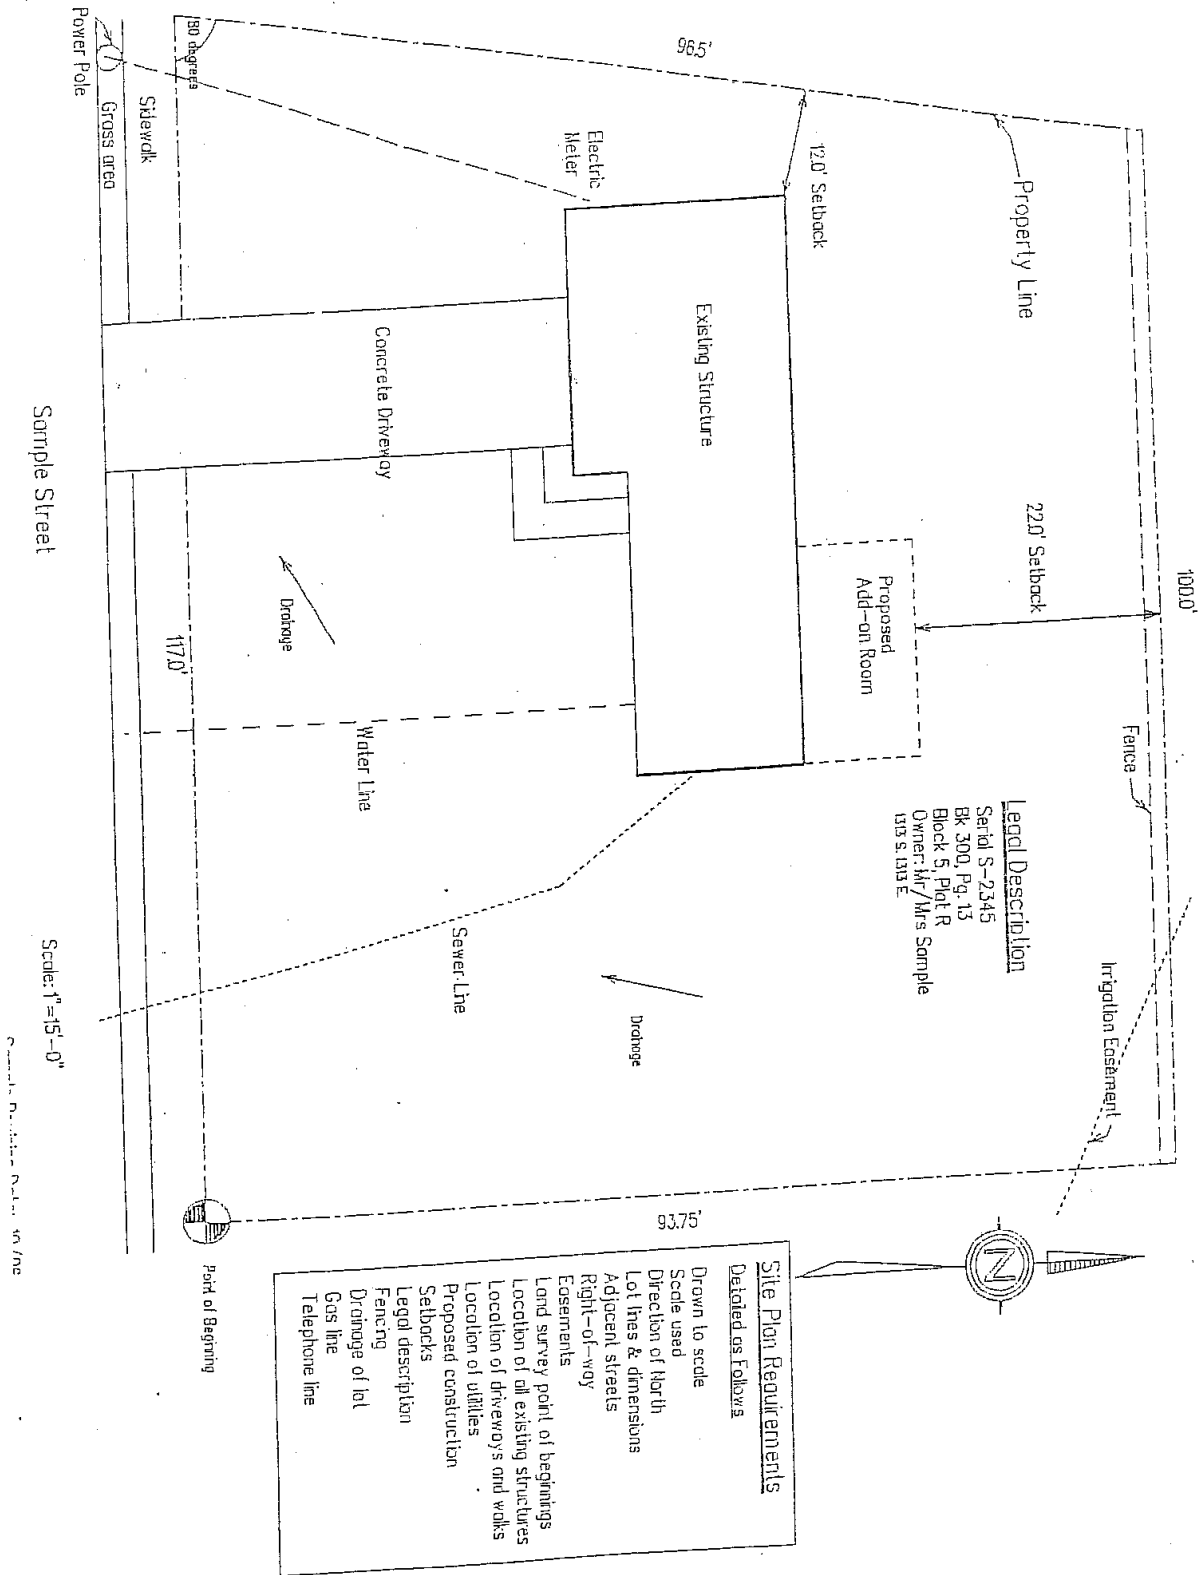 100.0'
Property Line
96.5'
12.0' Setback
22.0' Setback
Fence
Irrigation Easement
Legal Description
Serial S-2345
Bk 300, Pg. 13
Block 5, Plat R
Owner: Mr/Mrs Sample
1313 S. 1313 E.
Proposed
Add-on Room
Existing Structure
Electric
Meter
Drainage
93.75'
Concrete Driveway
Water Line
Sewer Line
Drainage
80 degrees
117.0'
Point of Beginning
Sidewalk
Grass area
Power Pole
Sample Street
Scale: 1"=15'-0"
N
Site Plan Requirements
Detailed as Follows
Drawn to scale
Scale used
Direction of North
Lot lines & dimensions
Adjacent streets
Right-of-way
Easements
Land survey point of beginnings
Location of all existing structures
Location of driveways and walks
Location of utilities
Proposed construction
Setbacks
Legal description
Fencing
Drainage of lot
Gas line
Telephone line